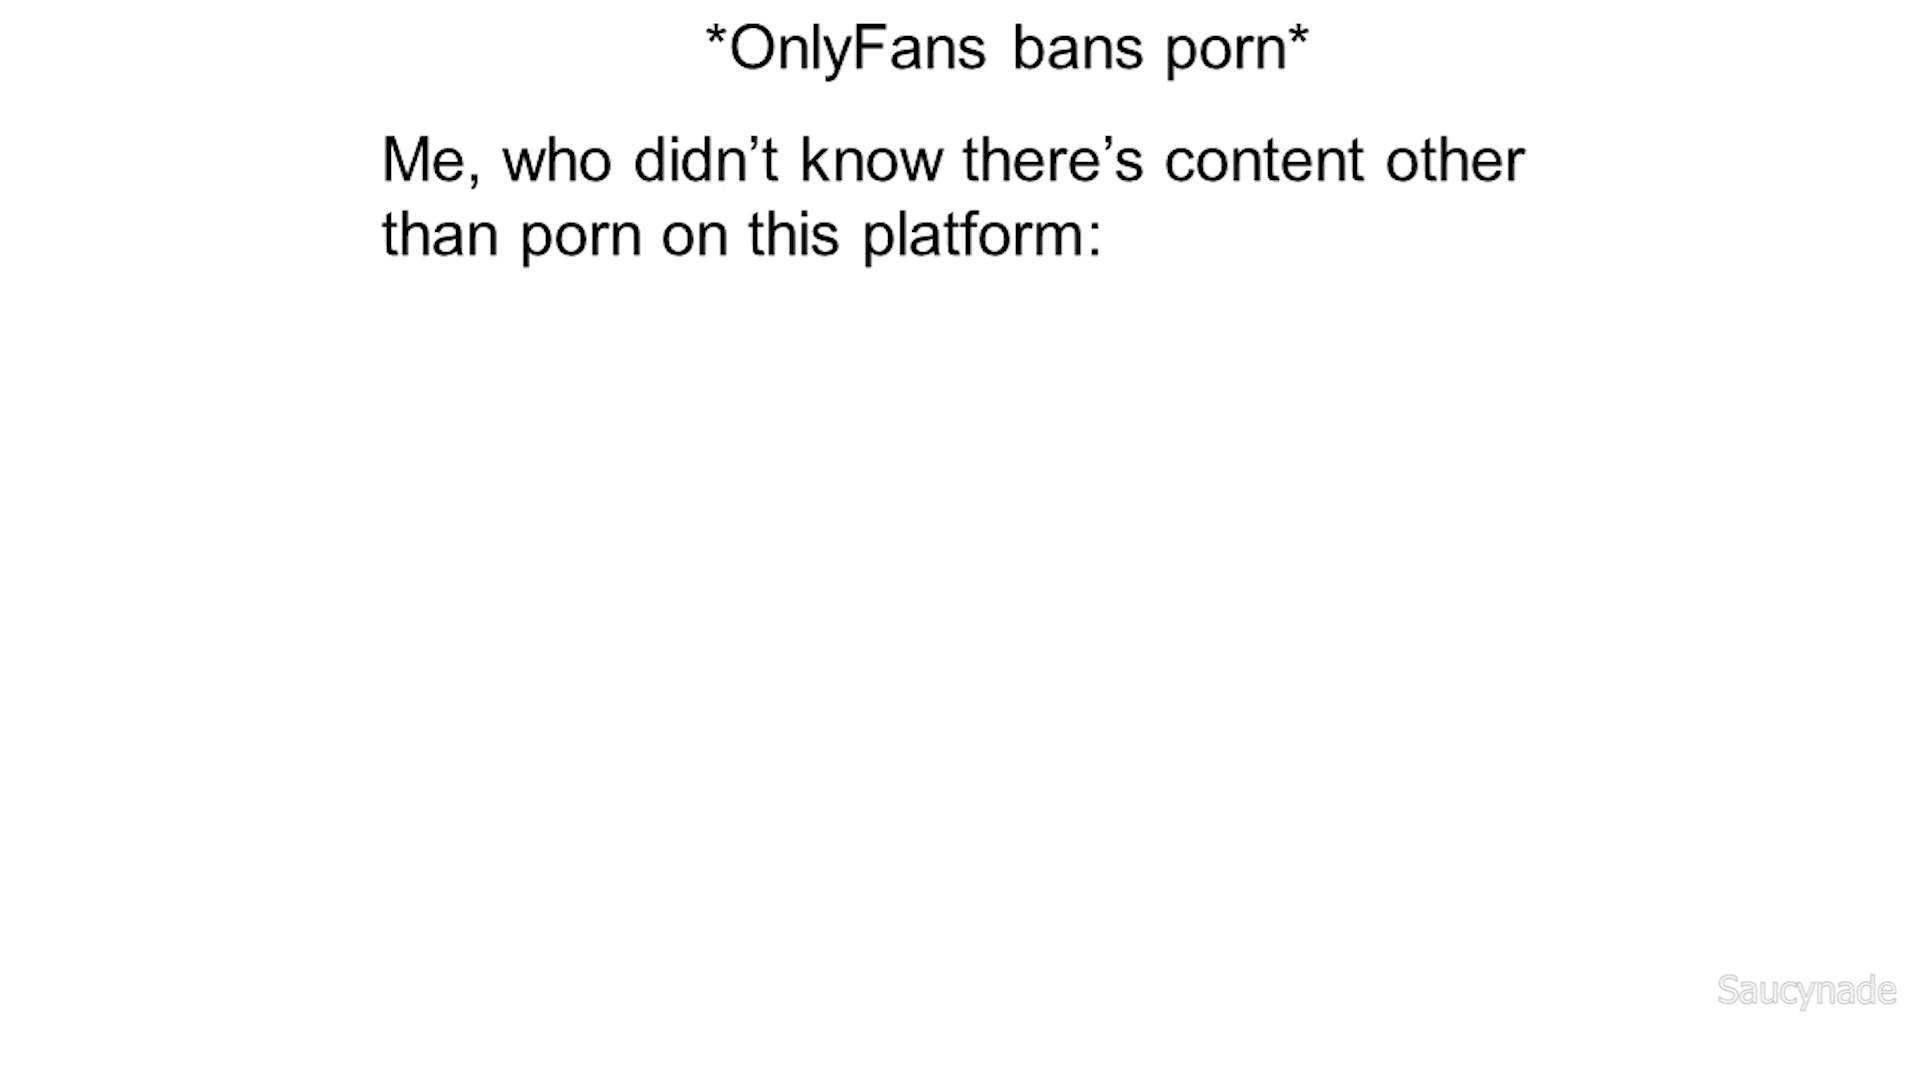 *OnlyFans bans porn*
Me, who didn’t know there’s content other
than porn on this platform:
Saucynade